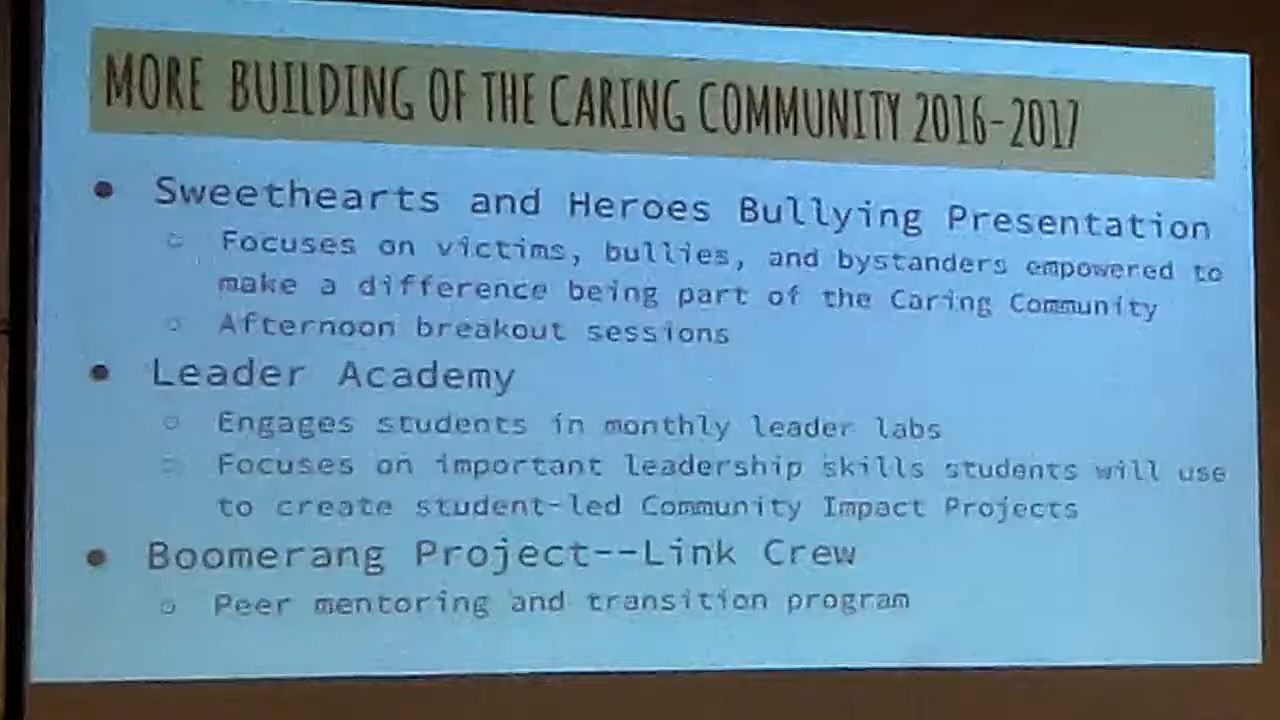 MORE BUILDING OF THE CARING COMMUNITY 2016-2017
● Sweethearts and Heroes Bullying Presentation
○ Focuses on victims, bullies, and bystanders empowered to
make a difference being part of the Caring Community
○ Afternoon breakout sessions
● Leader Academy
○ Engages students in monthly leader labs
○ Focuses on important leadership skills students will use
to create student-led Community Impact Projects
● Boomerang Project--Link Crew
○ Peer mentoring and transition program